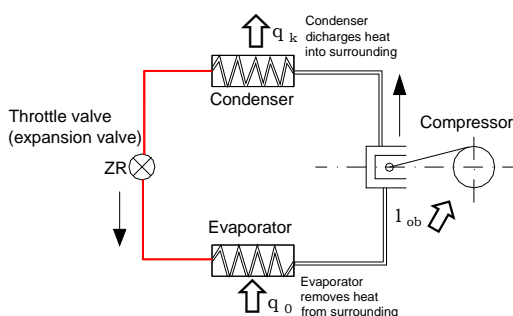 q k
Condenser
dicharges heat
into surrounding
Condenser
Throttle valve
(expansion valve)
ZR
Compressor
l ob
Evaporator
q 0
Evaporator
removes heat
from surrounding